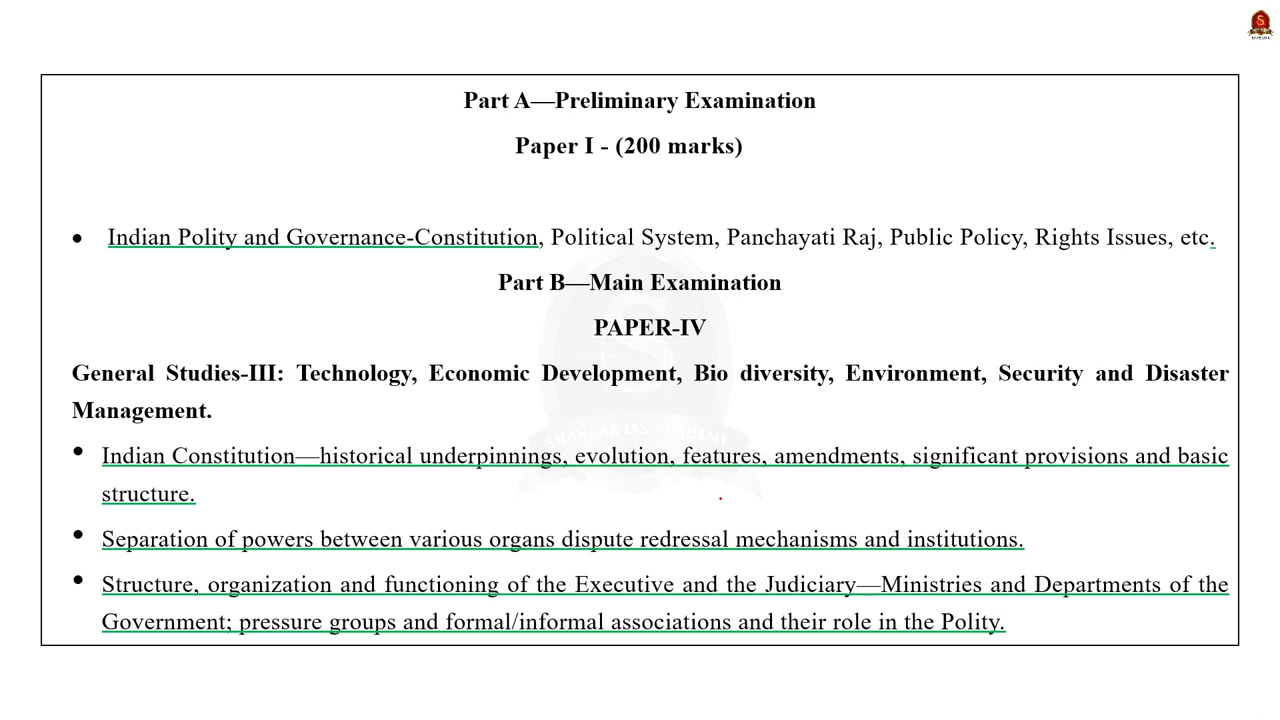 Part A—Preliminary Examination
Paper I - (200 marks)
• Indian Polity and Governance-Constitution, Political System, Panchayati Raj, Public Policy, Rights Issues, etc.
Part B—Main Examination
PAPER-IV
General Studies-III: Technology, Economic Development, Bio diversity, Environment, Security and Disaster
Management.
• Indian Constitution—historical underpinnings, evolution, features, amendments, significant provisions and basic
structure.
SHANKAR IAS ACADEMY
• Separation of powers between various organs dispute redressal mechanisms and institutions.
• Structure, organization and functioning of the Executive and the Judiciary—Ministries and Departments of the
Government; pressure groups and formal/informal associations and their role in the Polity.